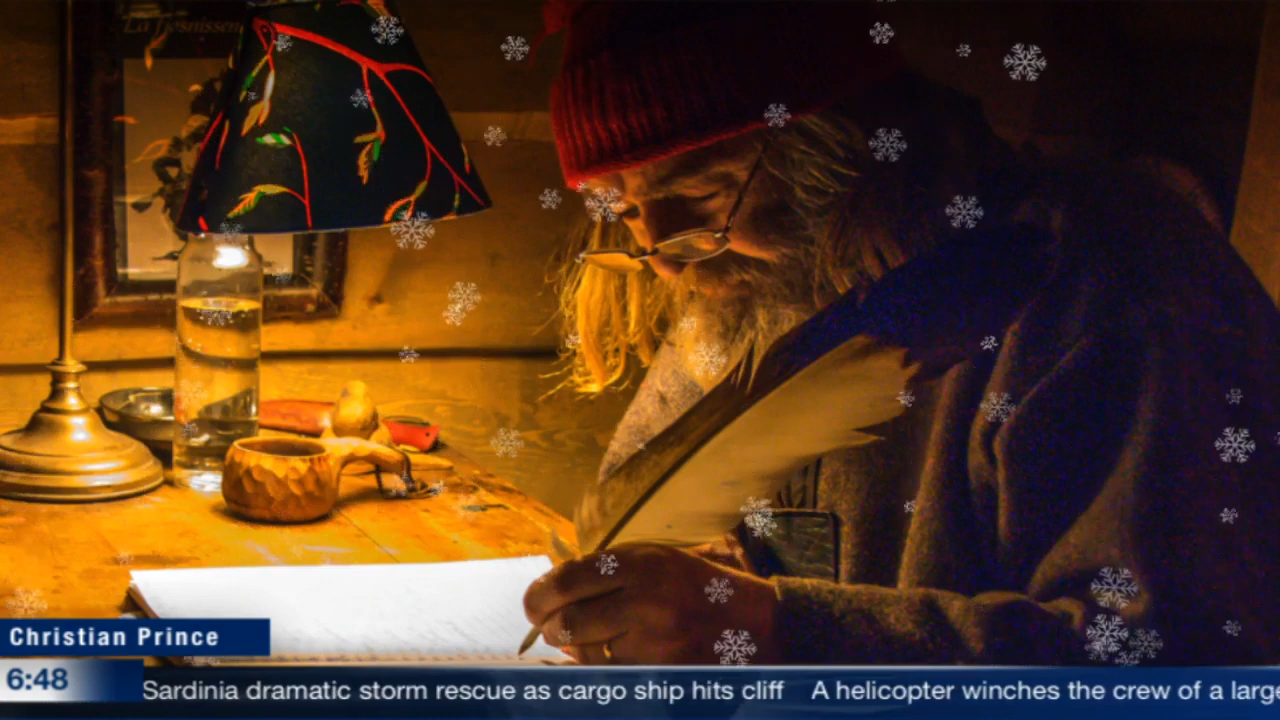 Christian Prince
6:48
Sardinia dramatic storm rescue as cargo ship hits cliff A helicopter winches the crew of a large